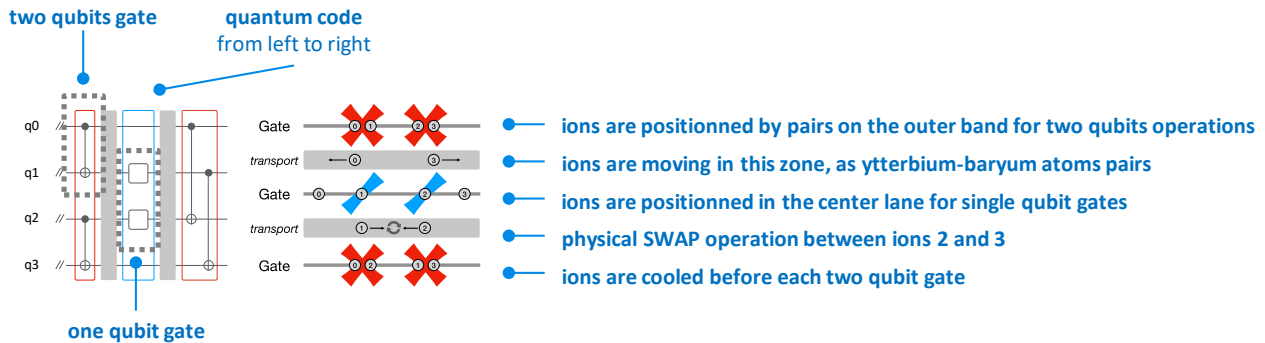 two qubits gate
quantum code
from left to right
q0
q1
q2
q3
Gate
0 1 2 3
ions are positionned by pairs on the outer band for two qubits operations
transport
0 3
ions are moving in this zone, as ytterbium-baryum atoms pairs
Gate
0 1 2 3
ions are positionned in the center lane for single qubit gates
transport
1 2
physical SWAP operation between ions 2 and 3
Gate
0 2 1 3
ions are cooled before each two qubit gate
one qubit gate